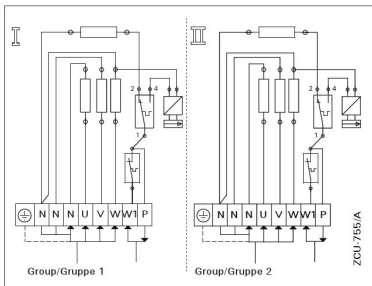 I
II
2 4
2 4
1
1
N N N U V W W1 P
N N N U V W W1 P
Group/Gruppe 1
Group/Gruppe 2
ZCU-755/A